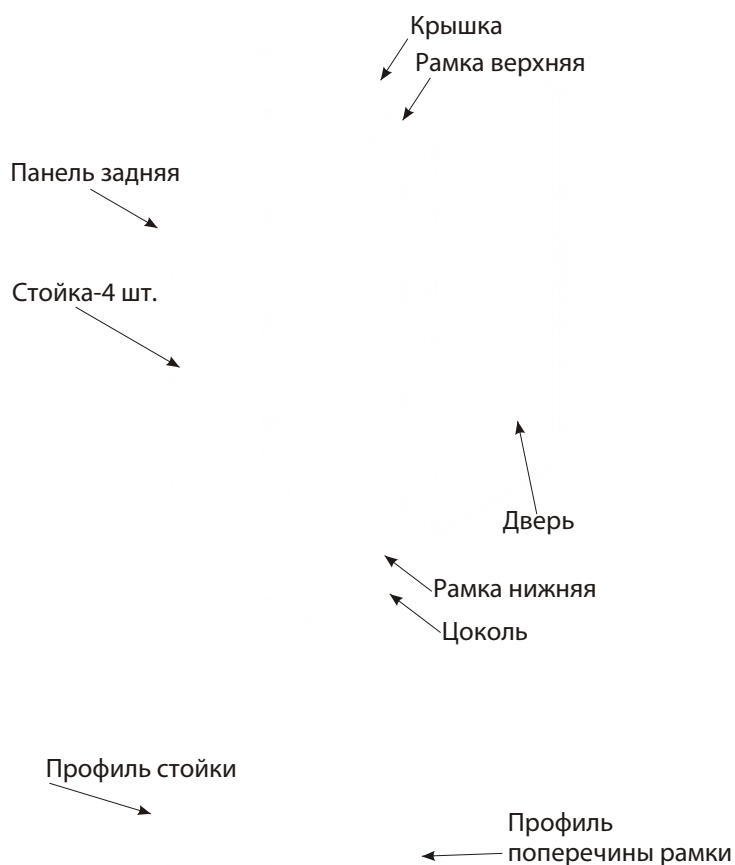 Крышка
Рамка верхняя
Панель задняя
Стойка-4 шт.
Дверь
Рамка нижняя
Цоколь
Профиль стойки
Профиль
поперечины рамки